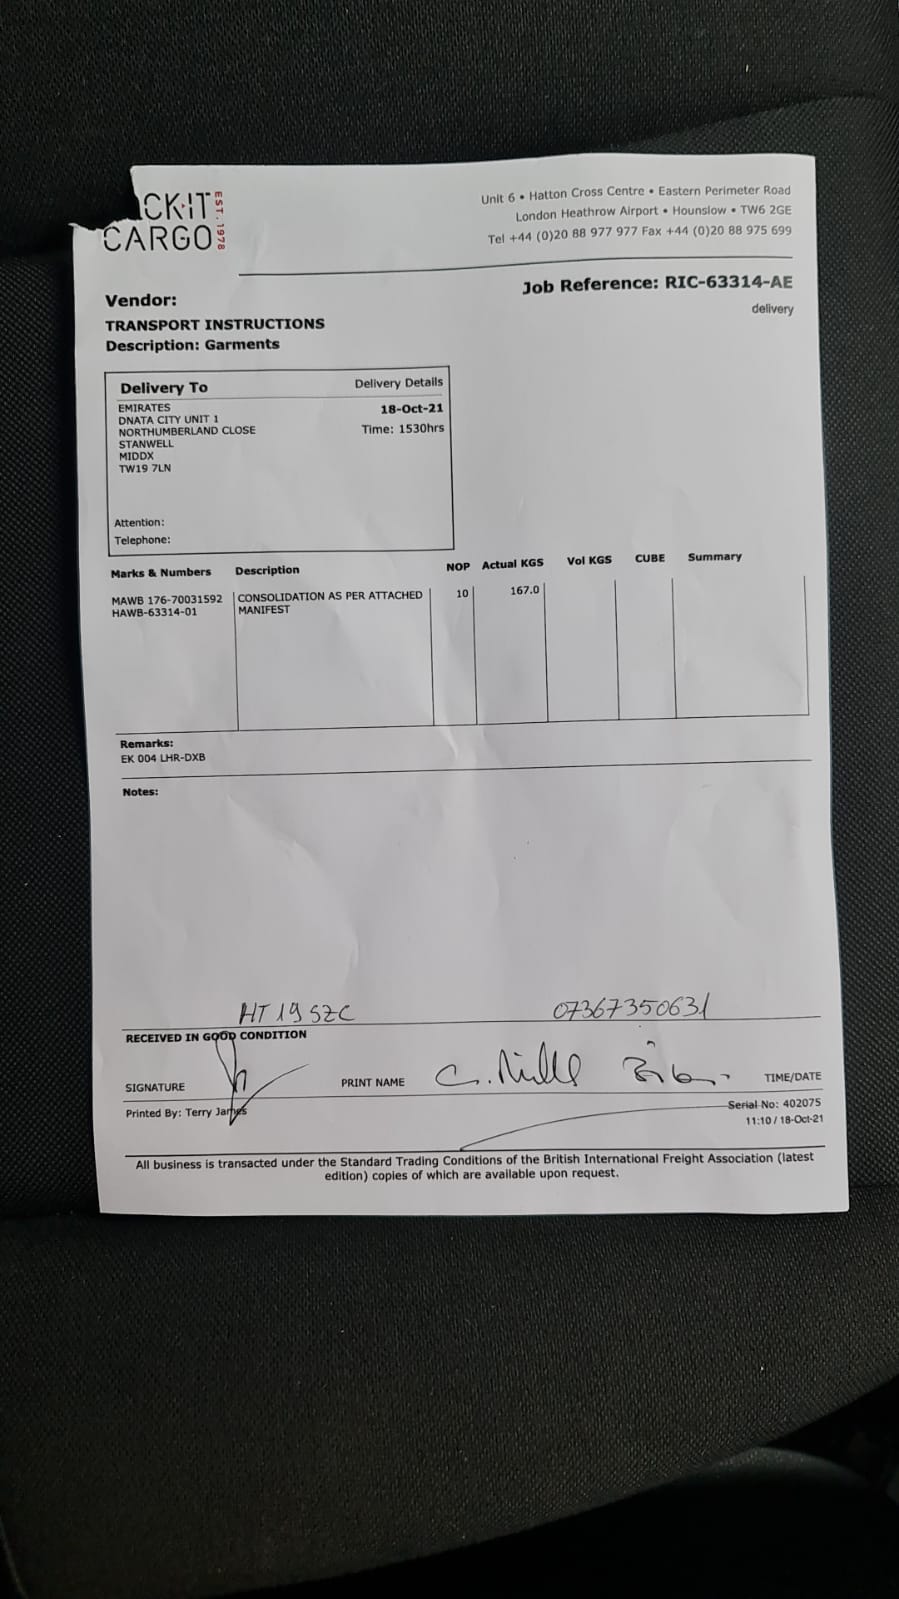 CK·IT
CARGO
EST. 1978
Unit 6 • Hatton Cross Centre • Eastern Perimeter Road
London Heathrow Airport • Hounslow • TW6 2GE
Tel +44 (0)20 88 977 977 Fax +44 (0)20 88 975 699
Job Reference: RIC-63314-AE
delivery
Vendor:
TRANSPORT INSTRUCTIONS
Description: Garments
Delivery To Delivery Details
EMIRATES 18-Oct-21
DNATA CITY UNIT 1
NORTHUMBERLAND CLOSE Time: 1530hrs
STANWELL
MIDDX
TW19 7LN
Attention:
Telephone:
Marks & Numbers Description NOP Actual KGS Vol KGS CUBE Summary
MAWB 176-70031592 CONSOLIDATION AS PER ATTACHED 10 167.0
HAWB-63314-01 MANIFEST
Remarks:
EK 004 LHR-DXB
Notes:
HT 19 SZC 07367350631
RECEIVED IN GOOD CONDITION
SIGNATURE PRINT NAME TIME/DATE
Printed By: Terry James Serial No: 402075
11:10 / 18-Oct-21
All business is transacted under the Standard Trading Conditions of the British International Freight Association (latest
edition) copies of which are available upon request.